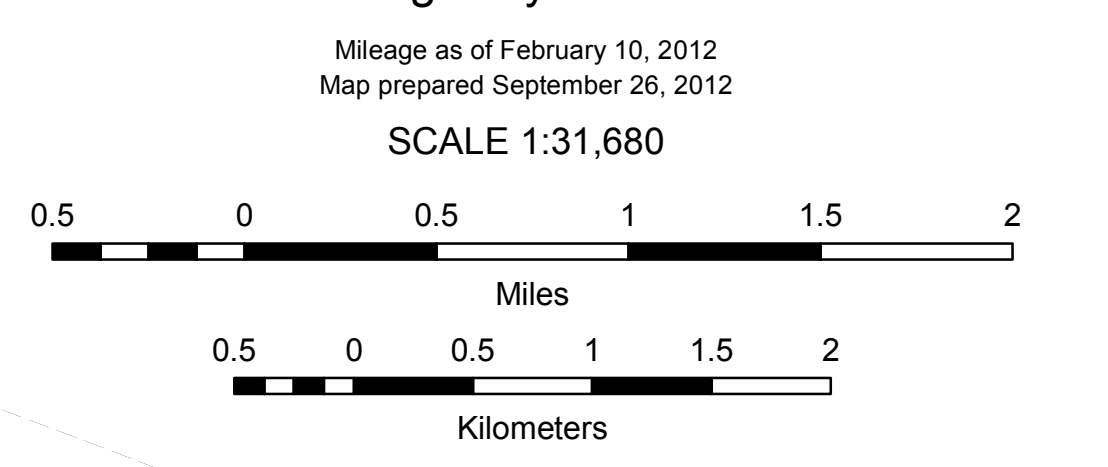 Mileage as of February 10, 2012
Map prepared September 26, 2012
SCALE 1:31,680
0.5 0 0.5 1 1.5 2
Miles
0.5 0 0.5 1 1.5 2
Kilometers